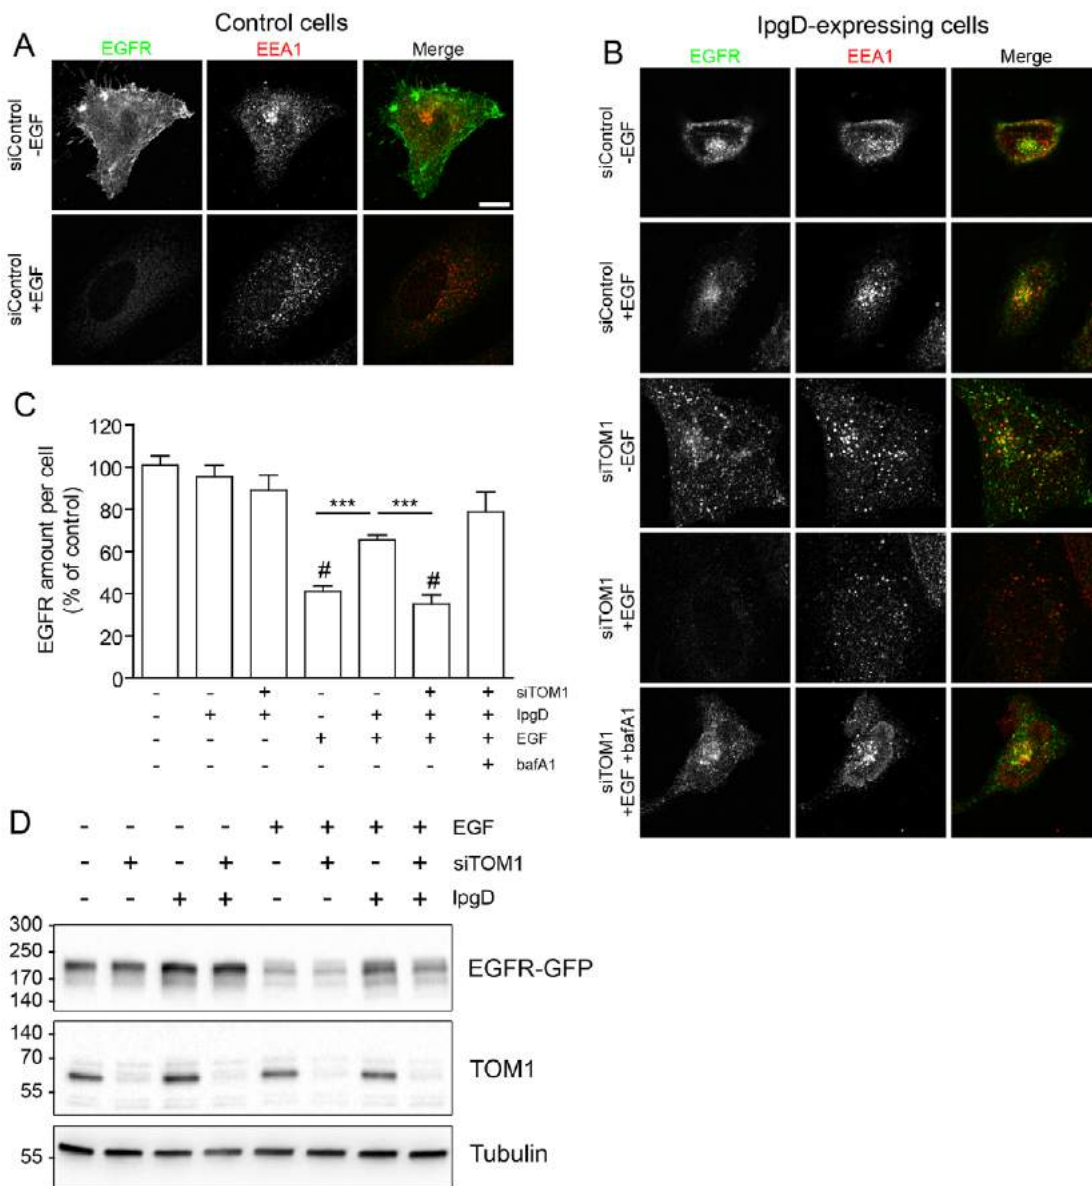 Control cells
A
EGFR EEA1 Merge
siControl
-EGF
siControl
+EGF
IpgD-expressing cells
B
EGFR EEA1 Merge
siControl
-EGF
siControl
+EGF
siTOM1
-EGF
siTOM1
+EGF
siTOM1
+EGF +bafA1
C
EGFR amount per cell
(% of control)
120
100
80
60
40
20
0
*** ***
# #
- - + - - + + siTOM1
- + + - + + + IpgD
- - - + + + + EGF
- - - - - - + bafA1
D
- - - - + + + + EGF
- + - + - + - + siTOM1
- - + + - - + + IpgD
300
250
170
140
EGFR-GFP
140
70
55
TOM1
55
Tubulin